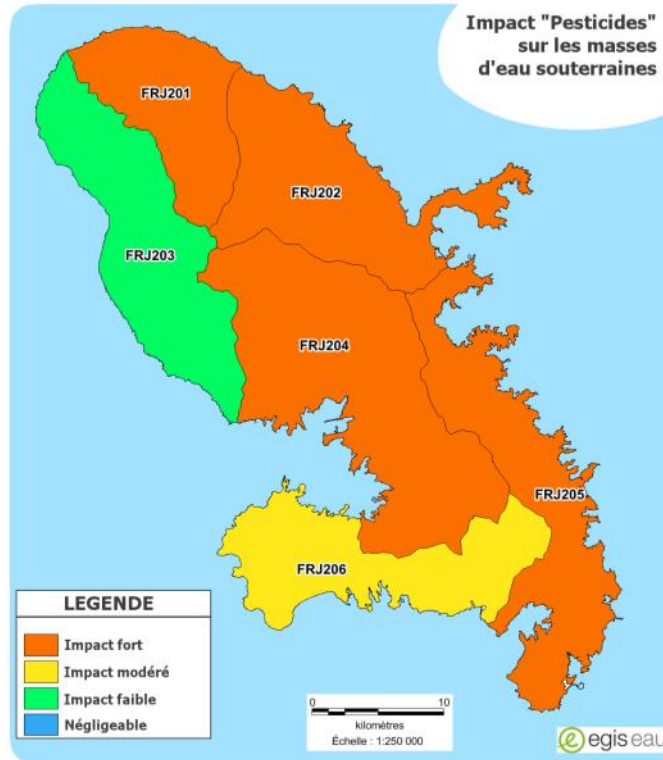 Impact "Pesticides"
sur les masses
d'eau souterraines
FRJ201
FRJ202
FRJ203
FRJ204
FRJ205
FRJ206
LEGENDE
Impact fort
Impact modéré
Impact faible
Négligeable
0 10
kilomètres
Échelle : 1:250 000
egis eau